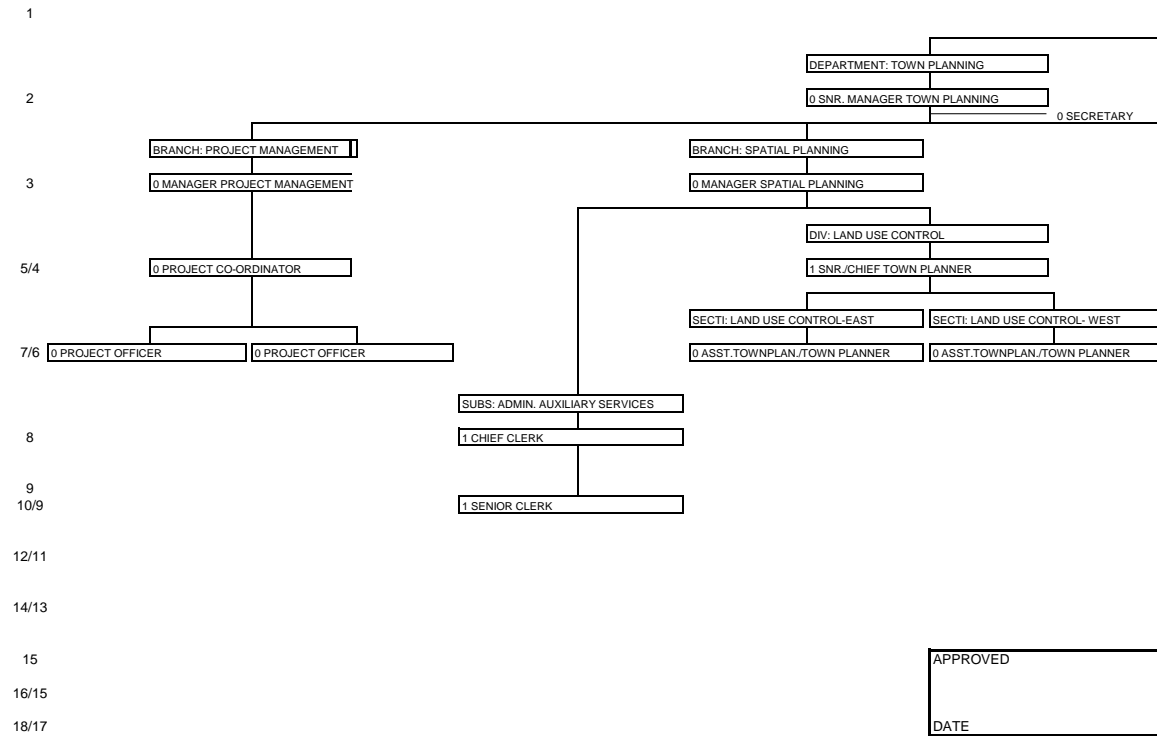 1
DEPARTMENT: TOWN PLANNING
2 0 SNR. MANAGER TOWN PLANNING
0 SECRETARY
BRANCH: PROJECT MANAGEMENT BRANCH: SPATIAL PLANNING
3 0 MANAGER PROJECT MANAGEMENT 0 MANAGER SPATIAL PLANNING
DIV: LAND USE CONTROL
5/4 0 PROJECT CO-ORDINATOR 1 SNR./CHIEF TOWN PLANNER
SECTI: LAND USE CONTROL-EAST SECTI: LAND USE CONTROL- WEST
7/6 0 PROJECT OFFICER 0 PROJECT OFFICER 0 ASST.TOWNPLAN./TOWN PLANNER 0 ASST.TOWNPLAN./TOWN PLANNER
SUBS: ADMIN. AUXILIARY SERVICES
8 1 CHIEF CLERK
9
10/9 1 SENIOR CLERK
12/11
14/13
15 APPROVED
16/15
18/17 DATE